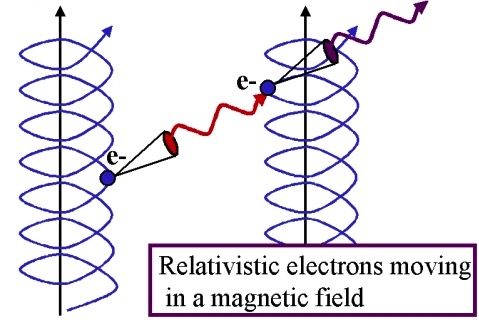 e-
e-
Relativistic electrons moving
in a magnetic field